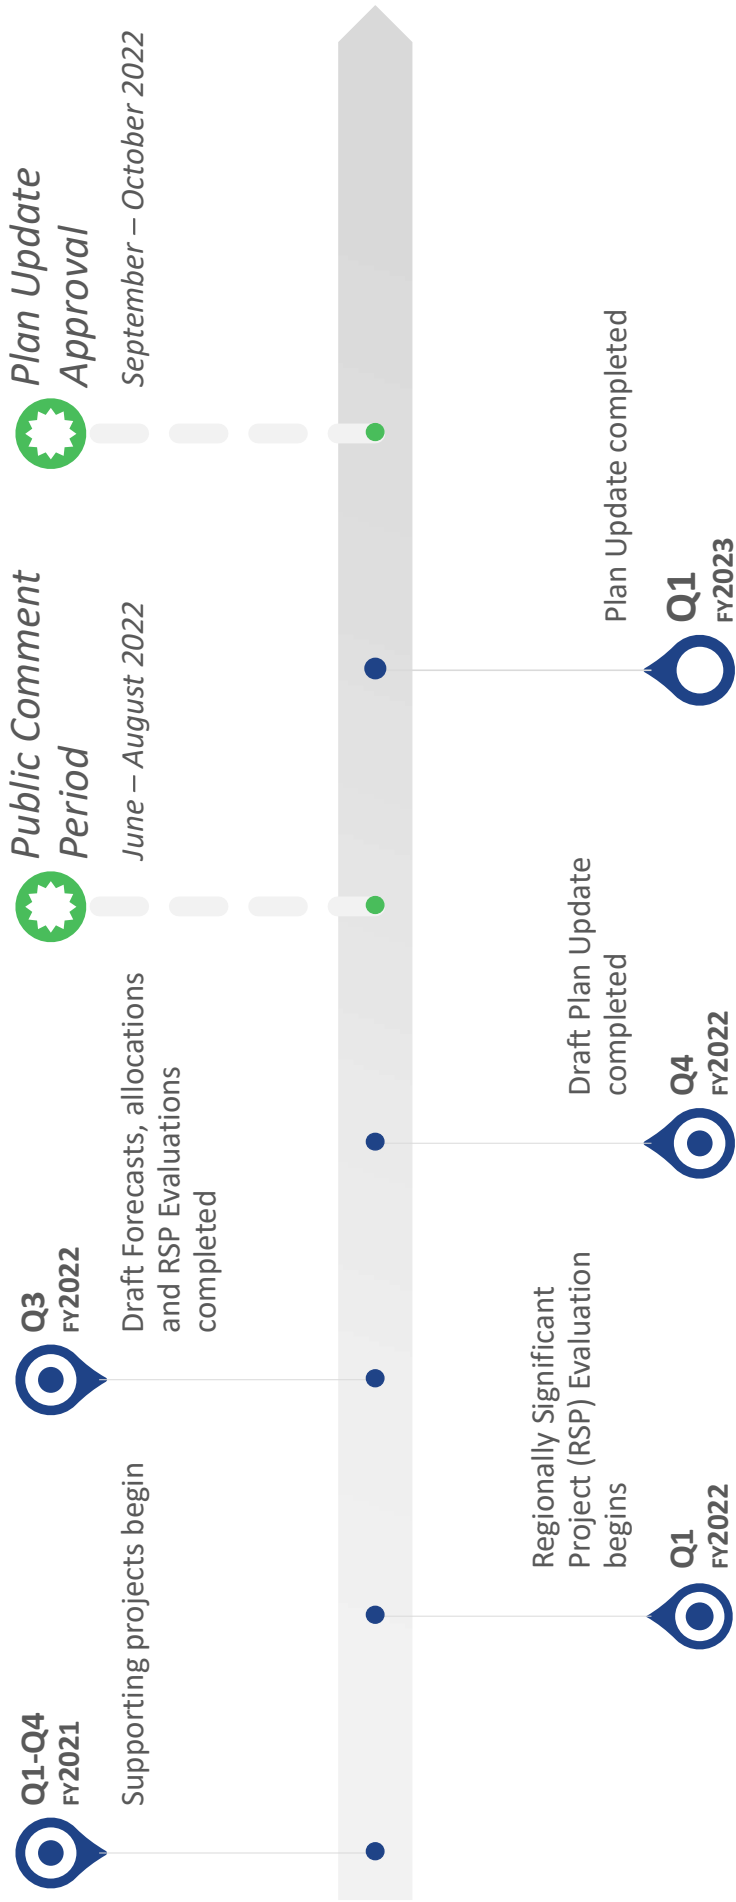 Q1-Q4
FY2021
Supporting projects begin
Regionally Significant
Project (RSP) Evaluation
begins
Q1
FY2022
Q3
FY2022
Draft Forecasts, allocations
and RSP Evaluations
completed
Draft Plan Update
completed
Q4
FY2022
Public Comment
Period
June – August 2022
Plan Update completed
Q1
FY2023
Plan Update
Approval
September – October 2022